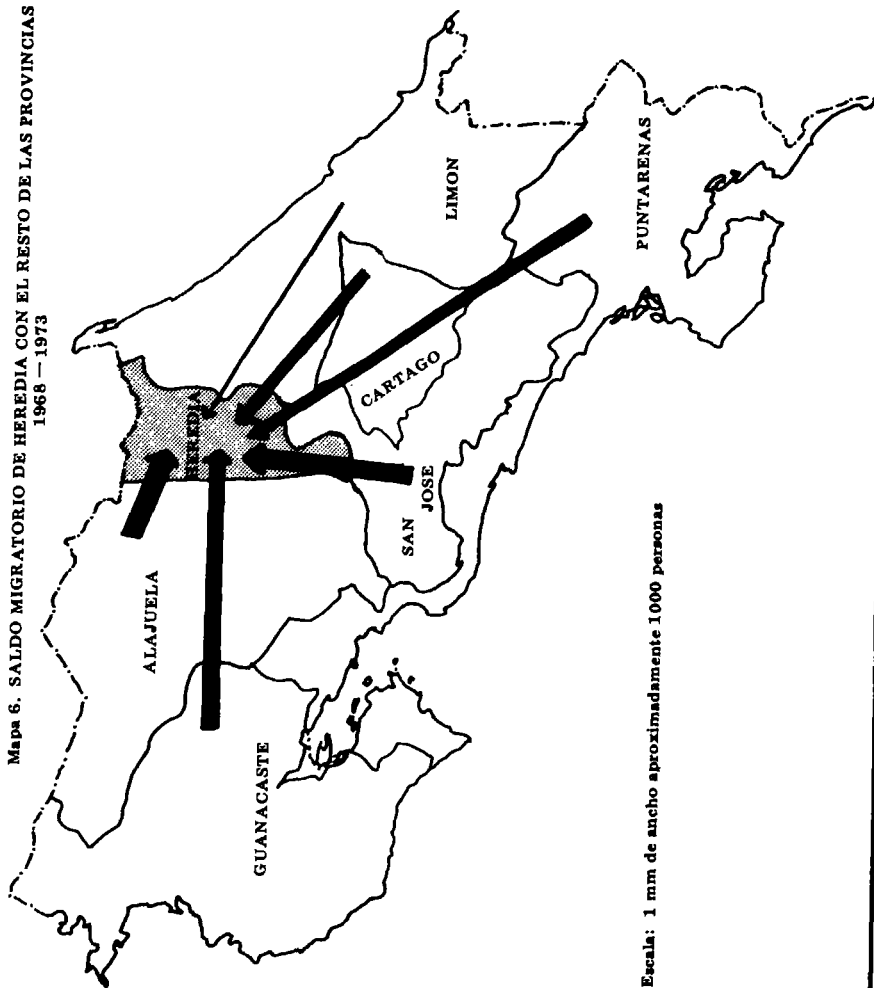 Mapa 6. SALDO MIGRATORIO DE HEREDIA CON EL RESTO DE LAS PROVINCIAS
1968 — 1973
HEREDIA
LIMON
ALAJUELA
CARTAGO
PUNTARENAS
SAN
JOSE
GUANACASTE
Escala: 1 mm de ancho aproximadamente 1000 personas